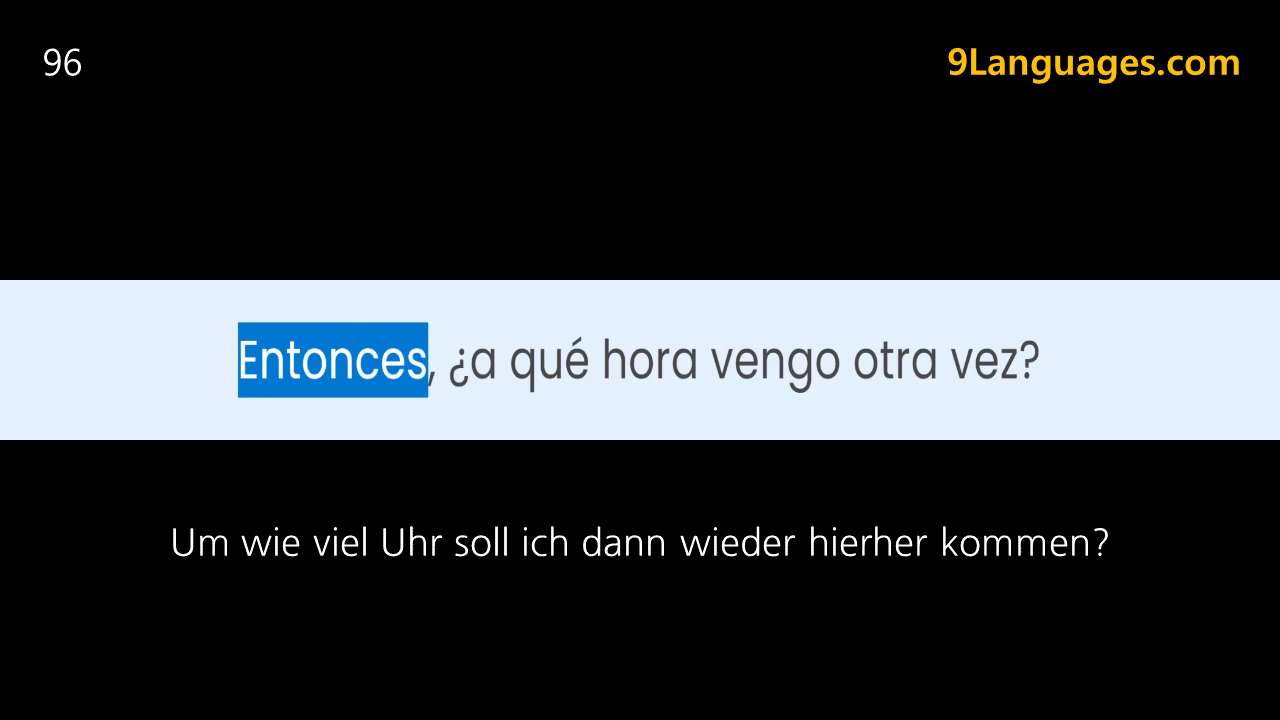 96
9Languages.com
Entonces, ¿a qué hora vengo otra vez?
Um wie viel Uhr soll ich dann wieder hierher kommen?